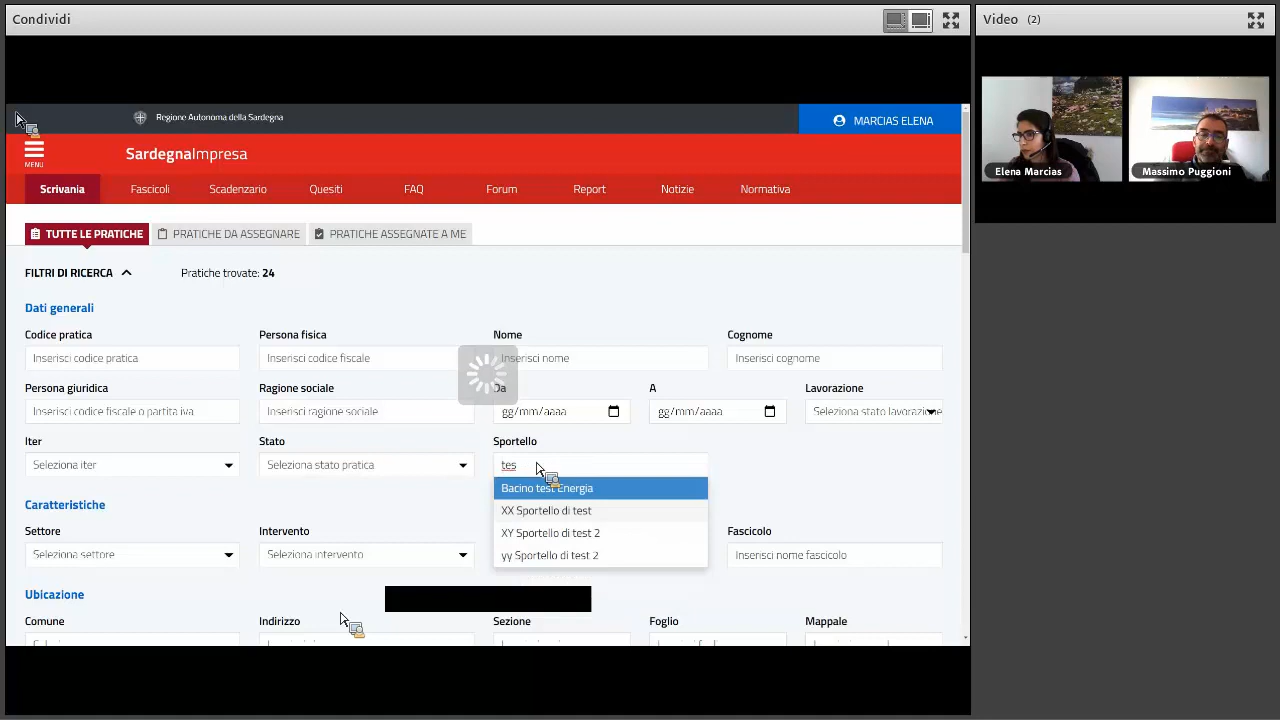 Condividi
Video (2)
Regione Autonoma della Sardegna
MARCIAS ELENA
MENU
SardegnaImpresa
Scrivania Fascicoli Scadenzario Quesiti FAQ Forum Report Notizie Normativa
TUTTE LE PRATICHE PRATICHE DA ASSEGNARE PRATICHE ASSEGNATE A ME
FILTRI DI RICERCA Pratiche trovate: 24
Dati generali
Codice pratica Persona fisica Nome Cognome
Inserisci codice pratica Inserisci codice fiscale Inserisci nome Inserisci cognome
Persona giuridica Ragione sociale Da A Lavorazione
Inserisci codice fiscale o partita iva Inserisci ragione sociale gg/mm/aaaa gg/mm/aaaa Seleziona stato lavorazione
Iter Stato Sportello
Seleziona iter Seleziona stato pratica tes
Bacino test Energia
XX Sportello di test
XY Sportello di test 2
yy Sportello di test 2
Caratteristiche
Settore Intervento Fascicolo
Seleziona settore Seleziona intervento Inserisci nome fascicolo
Ubicazione
Comune Indirizzo Sezione Foglio Mappale
Elena Marcias
Massimo Puggioni